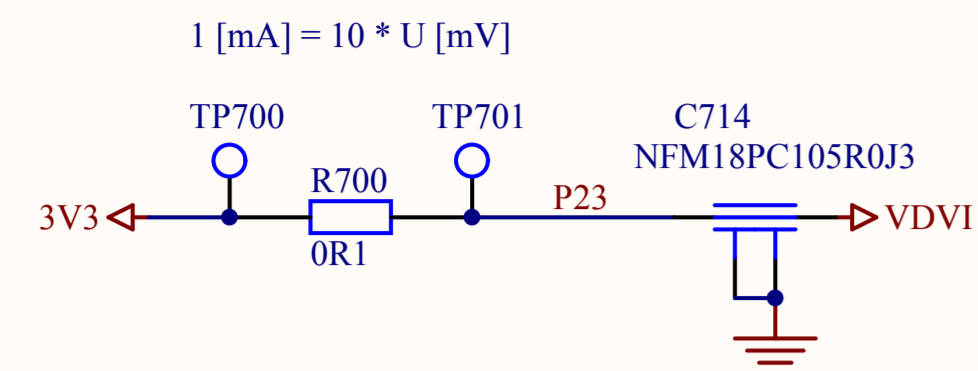 1 [mA] = 10 * U [mV]
TP700
TP701
C714
NFM18PC105R0J3
R700
P23
3V3
VDVI
0R1